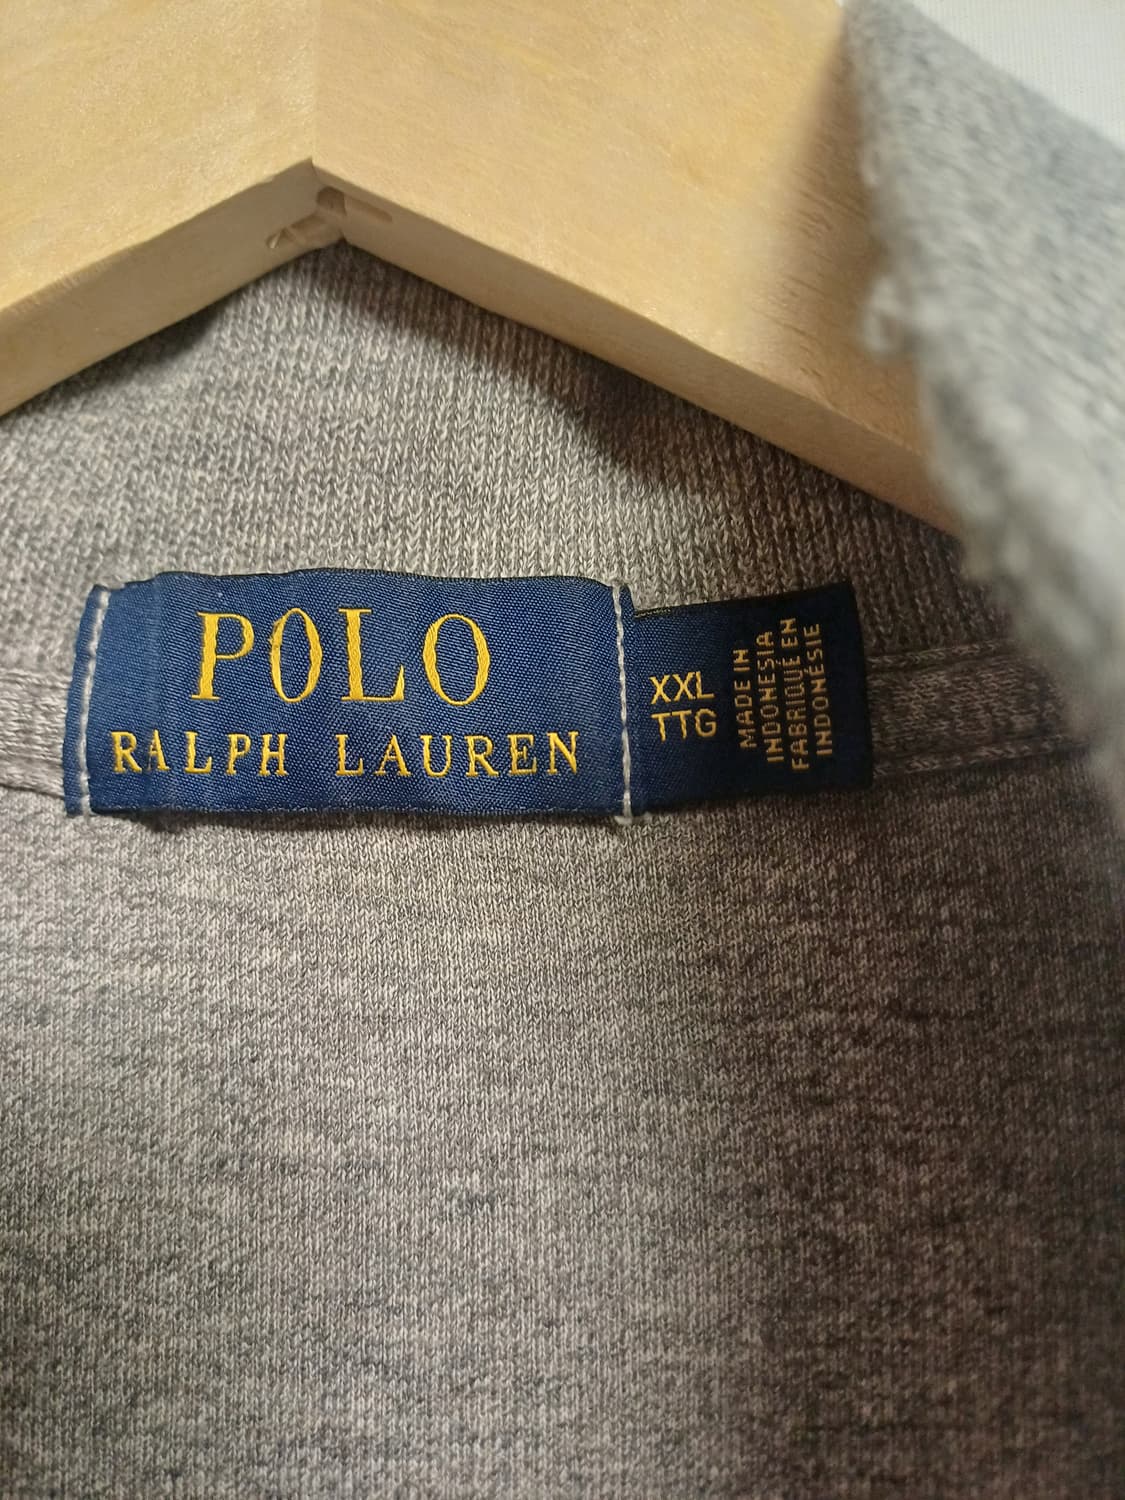 POLO
RALPH LAUREN
XXL
TTG
MADE IN
INDONESIA
FABRIQUÉ EN
INDONÉSIE